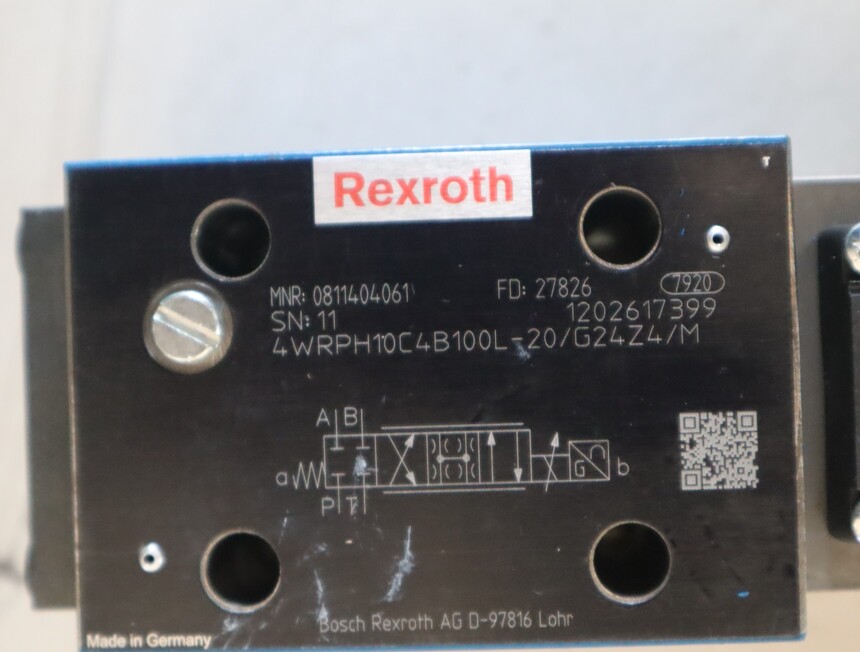 Rexroth
MNR: 0811404061 FD: 27826 7920
SN: 11 1202617399
4WRPH10C4B100L-20/G24Z4/M
A B
a G b
P T
Bosch Rexroth AG D-97816 Lohr
Made in Germany